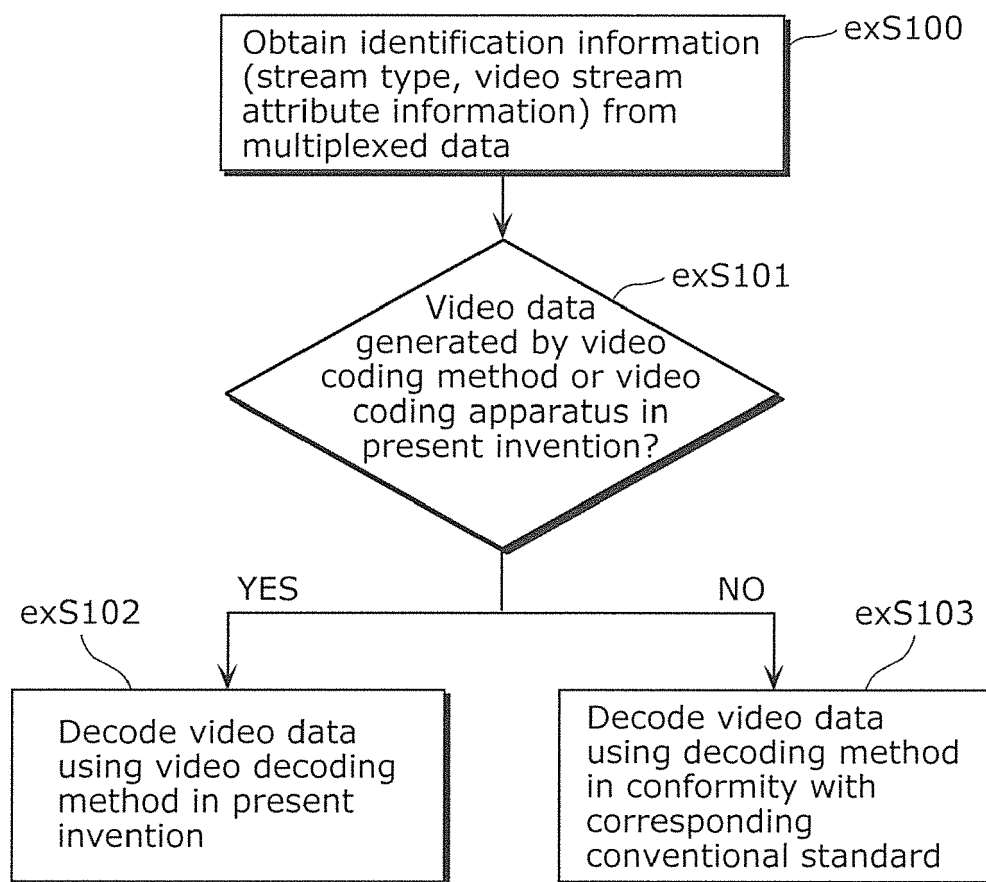 exS100
Obtain identification information
(stream type, video stream
attribute information) from
multiplexed data
exS101
Video data
generated by video
coding method or video
coding apparatus in
present invention?
YES
NO
exS102
exS103
Decode video data
using video decoding
method in present
invention
Decode video data
using decoding method
in conformity with
corresponding
conventional standard